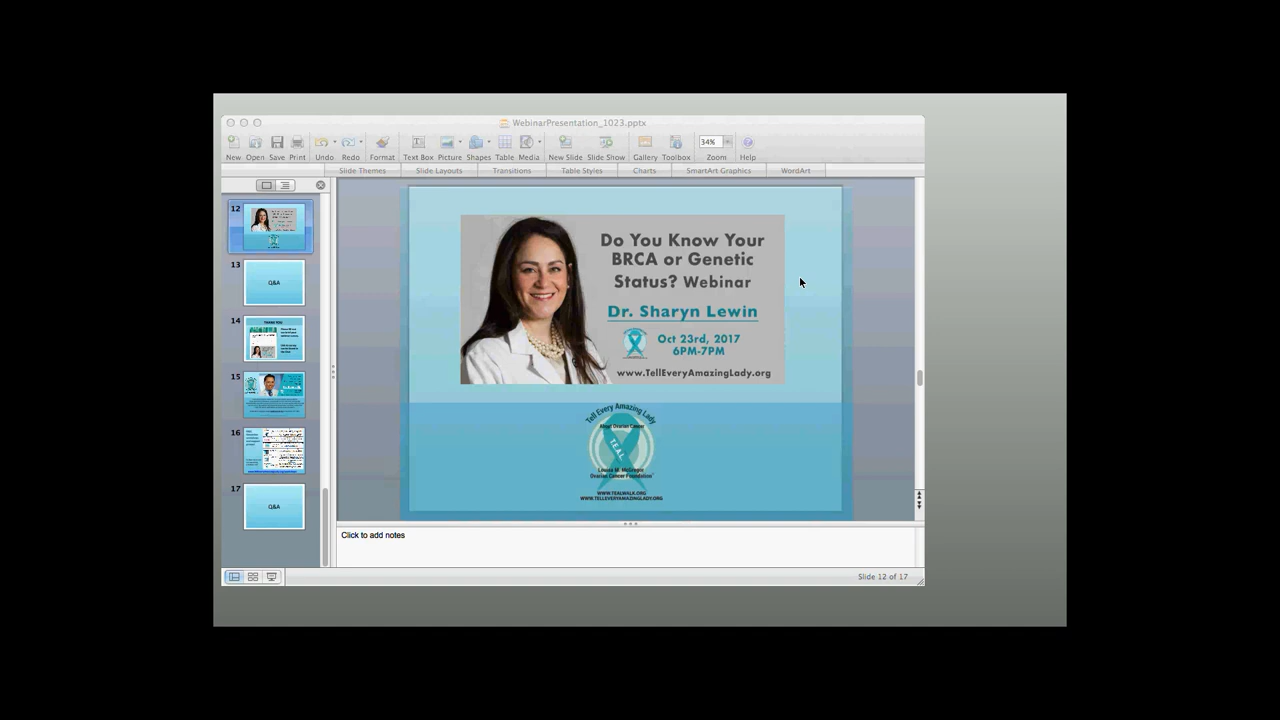 WebinarPresentation_1023.pptx
34%
New Open Save Print Undo Redo Format Text Box Picture Shapes Table Media New Slide Slide Show Gallery Toolbox Zoom Help
Slide Themes Slide Layouts Transitions Table Styles Charts SmartArt Graphics WordArt
12
13
Q&A
14
15
16
17
Q&A
Do You Know Your
BRCA or Genetic
Status? Webinar
Dr. Sharyn Lewin
Oct 23rd, 2017
6PM-7PM
www.TellEveryAmazingLady.org
Tell Every Amazing Lady
About Ovarian Cancer
T.E.A.L.
Louisa M. McGregor
Ovarian Cancer Foundation
WWW.TEALWALK.ORG
WWW.TELLEVERYAMAZINGLADY.ORG
Click to add notes
Slide 12 of 17